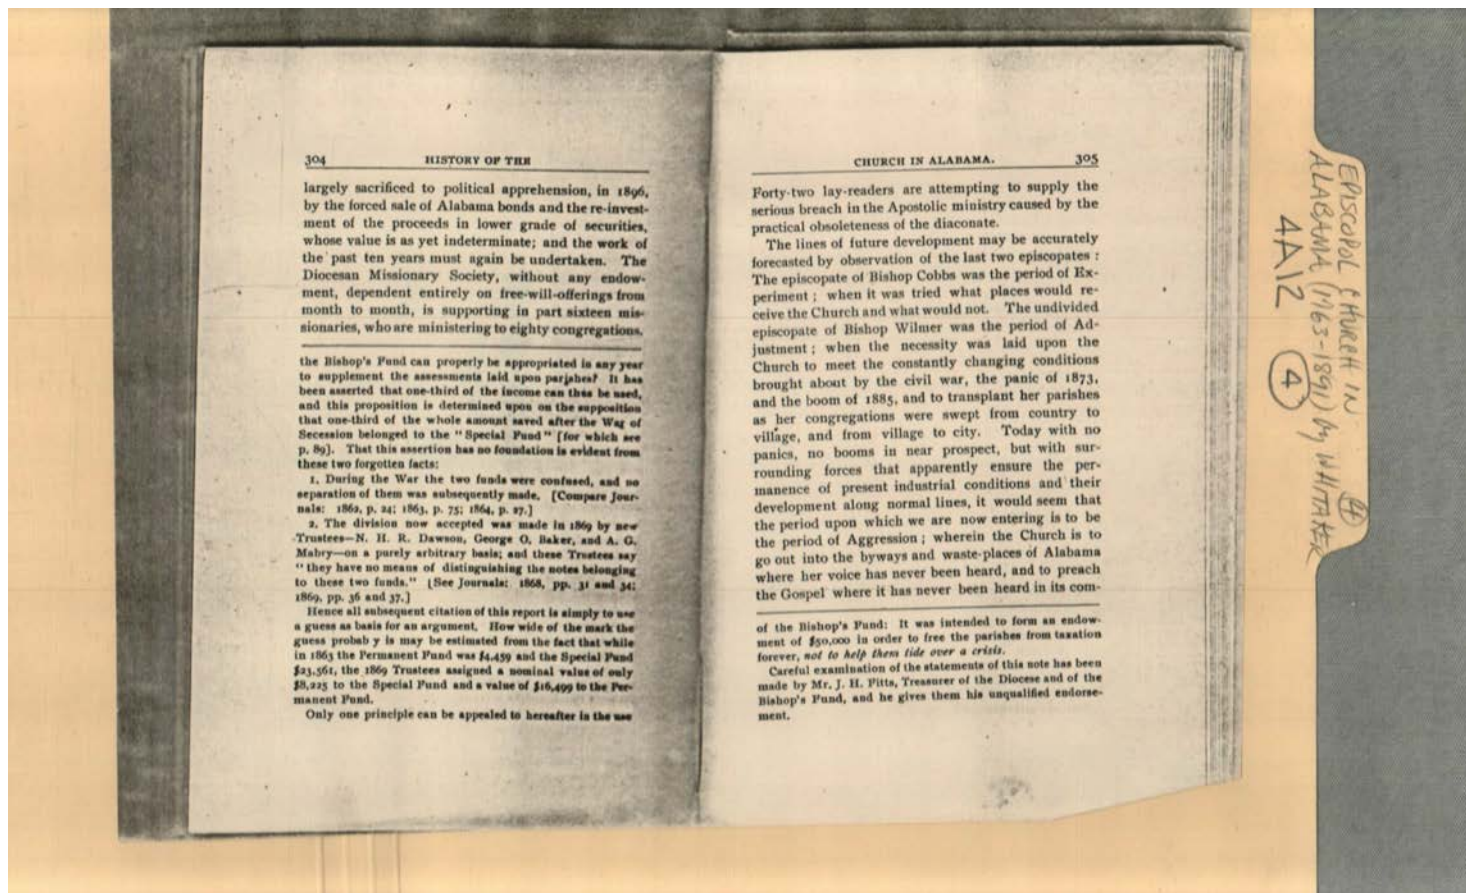 304 HISTORY OF THE
largely sacrificed to political apprehension, in 1896,
by the forced sale of Alabama bonds and the re-invest-
ment of the proceeds in lower grade of securities,
whose value is as yet indeterminate; and the work of
the past ten years must again be undertaken. The
Diocesan Missionary Society, without any endow-
ment, dependent entirely on free-will-offerings from
month to month, is supporting in part sixteen mis-
sionaries, who are ministering to eighty congregations.
the Bishop's Fund can properly be appropriated in any year
to supplement the assessments laid upon parishes? It has
been asserted that one-third of the income can thus be used,
and this proposition is determined upon on the supposition
that one-third of the whole amount saved after the War of
Secession belonged to the "Special Fund" [for which see
p. 89]. That this assertion has no foundation is evident from
these two forgotten facts:
1. During the War the two funds were confused, and no
separation of them was subsequently made. [Compare Jour-
nals: 1862, p. 24; 1863, p. 75; 1864, p. 27.]
2. The division now accepted was made in 1869 by new
Trustees—N. H. R. Dawson, George O. Baker, and A. G.
Mabry—on a purely arbitrary basis; and these Trustees say
"they have no means of distinguishing the notes belonging
to these two funds." [See Journals: 1868, pp. 31 and 34;
1869, pp. 36 and 37.]
Hence all subsequent citation of this report is simply to use
a guess as basis for an argument. How wide of the mark the
guess probab y is may be estimated from the fact that while
in 1863 the Permanent Fund was $4,459 and the Special Fund
$23,561, the 1869 Trustees assigned a nominal value of only
$8,225 to the Special Fund and a value of $16,499 to the Per-
manent Fund.
Only one principle can be appealed to hereafter in the use
CHURCH IN ALABAMA. 305
Forty-two lay-readers are attempting to supply the
serious breach in the Apostolic ministry caused by the
practical obsoleteness of the diaconate.
The lines of future development may be accurately
forecasted by observation of the last two episcopates :
The episcopate of Bishop Cobbs was the period of Ex-
periment ; when it was tried what places would re-
ceive the Church and what would not. The undivided
episcopate of Bishop Wilmer was the period of Ad-
justment ; when the necessity was laid upon the
Church to meet the constantly changing conditions
brought about by the civil war, the panic of 1873,
and the boom of 1885, and to transplant her parishes
as her congregations were swept from country to
village, and from village to city. Today with no
panics, no booms in near prospect, but with sur-
rounding forces that apparently ensure the per-
manence of present industrial conditions and their
development along normal lines, it would seem that
the period upon which we are now entering is to be
the period of Aggression ; wherein the Church is to
go out into the byways and waste-places of Alabama
where her voice has never been heard, and to preach
the Gospel where it has never been heard in its com-
of the Bishop's Fund: It was intended to form an endow-
ment of $50,000 in order to free the parishes from taxation
forever, not to help them tide over a crisis.
Careful examination of the statements of this note has been
made by Mr. J. H. Pitts, Treasurer of the Diocese and of the
Bishop's Fund, and he gives them his unqualified endorse-
ment.
EPISCOPOL CHURCH IN (4)
ALABAMA (1763-1891) by WHITAKER
4A12 (4)